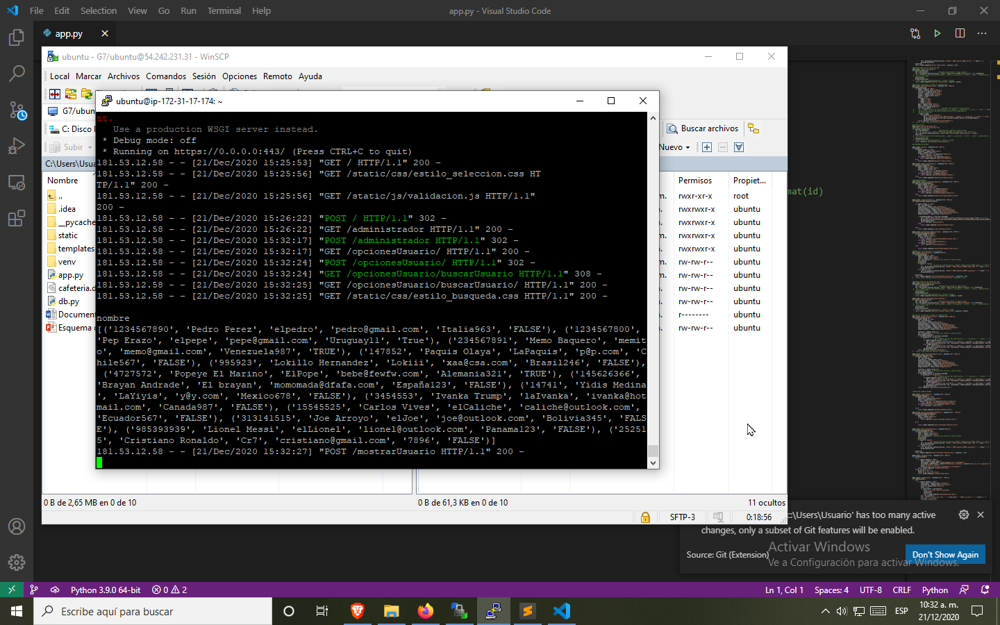 File Edit Selection View Go Run Terminal Help
app.py - Visual Studio Code
app.py
ubuntu - G7/ubuntu@54.242.231.31 - WinSCP
Local Marcar Archivos Comandos Sesión Opciones Remoto Ayuda
G7/ubun
C: Disco l
Buscar archivos
Subir
Nuevo
C:\Users\Usua
Nombre
..
.idea
__pycache
static
templates
venv
app.py
cafeteria.d
db.py
Document
Esquema
ubuntu@ip-172-31-17-174: ~
nt.
Use a production WSGI server instead.
* Debug mode: off
* Running on https://0.0.0.0:443/ (Press CTRL+C to quit)
181.53.12.58 - - [21/Dec/2020 15:25:53] "GET / HTTP/1.1" 200 -
181.53.12.58 - - [21/Dec/2020 15:25:56] "GET /static/css/estilo_seleccion.css HT
TP/1.1" 200 -
181.53.12.58 - - [21/Dec/2020 15:25:56] "GET /static/js/validacion.js HTTP/1.1"
200 -
181.53.12.58 - - [21/Dec/2020 15:26:22] "POST / HTTP/1.1" 302 -
181.53.12.58 - - [21/Dec/2020 15:26:22] "GET /administrador HTTP/1.1" 200 -
181.53.12.58 - - [21/Dec/2020 15:32:17] "POST /administrador HTTP/1.1" 302 -
181.53.12.58 - - [21/Dec/2020 15:32:17] "GET /opcionesUsuario/ HTTP/1.1" 200 -
181.53.12.58 - - [21/Dec/2020 15:32:24] "POST /opcionesUsuario/ HTTP/1.1" 302 -
181.53.12.58 - - [21/Dec/2020 15:32:24] "GET /opcionesUsuario/buscarUsuario HTTP/1.1" 308 -
181.53.12.58 - - [21/Dec/2020 15:32:25] "GET /opcionesUsuario/buscarUsuario/ HTTP/1.1" 200 -
181.53.12.58 - - [21/Dec/2020 15:32:25] "GET /static/css/estilo_busqueda.css HTTP/1.1" 200 -
nombre
[('1234567890', 'Pedro Perez', 'elpedro', 'pedro@gmail.com', 'Italia963', 'FALSE'), ('1234567800',
'Pep Erazo', 'elpepe', 'pepe@gmail.com', 'Uruguay11', 'True'), ('234567891', 'Memo Baquero', 'memit
o', 'memo@gmail.com', 'Venezuela987', 'TRUE'), ('147852', 'Paquis Olaya', 'LaPaquis', 'p@p.com', 'C
hile567', 'FALSE'), ('995923', 'Lokillo Hernandez', 'Lokiii', 'xaa@csa.com', 'Brasil246', 'FALSE'),
('4727572', 'Popeye El Marino', 'ElPope', 'bebe@fewfw.com', 'Alemania321', 'TRUE'), ('145626366',
'Brayan Andrade', 'El brayan', 'momomada@dfafa.com', 'España123', 'FALSE'), ('14741', 'Yidis Medina
', 'LaYiyis', 'y@y.com', 'Mexico678', 'FALSE'), ('3454553', 'Ivanka Trump', 'laIvanka', 'ivanka@hot
mail.com', 'Canada987', 'FALSE'), ('15545525', 'Carlos Vives', 'elCaliche', 'caliche@outlook.com',
'Ecuador567', 'FALSE'), ('313141515', 'Joe Arroyo', 'elJoe', 'joe@outlook.com', 'Bolivia345', 'FALS
E'), ('985393939', 'Lionel Messi', 'elLionel', 'lionel@outlook.com', 'Panama123', 'FALSE'), ('25251
5', 'Cristiano Ronaldo', 'Cr7', 'cristiano@gmail.com', '7896', 'FALSE')]
181.53.12.58 - - [21/Dec/2020 15:32:27] "POST /mostrarUsuario HTTP/1.1" 200 -
Permisos Propiet...
rwxr-xr-x root
rwxrwxr-x ubuntu
rwxrwxr-x ubuntu
rwxrwxr-x ubuntu
rwxrwxr-x ubuntu
rw-rw-r-- ubuntu
rw-rw-r-- ubuntu
rw-rw-r-- ubuntu
rw-rw-r-- ubuntu
r-------- ubuntu
rw-rw-r-- ubuntu
mat(id)
0 B de 2,65 MB en 0 de 10
0 B de 61,3 KB en 0 de 10
11 ocultos
SFTP-3
0:18:56
c:\Users\Usuario' has too many active
changes, only a subset of Git features will be enabled.
Source: Git (Extension)
Don't Show Again
Activar Windows
Ve a Configuración para activar Windows.
Python 3.9.0 64-bit
0
2
Ln 1, Col 1
Spaces: 4
UTF-8
CRLF
Python
Escribe aquí para buscar
ESP
10:32 a. m.
21/12/2020